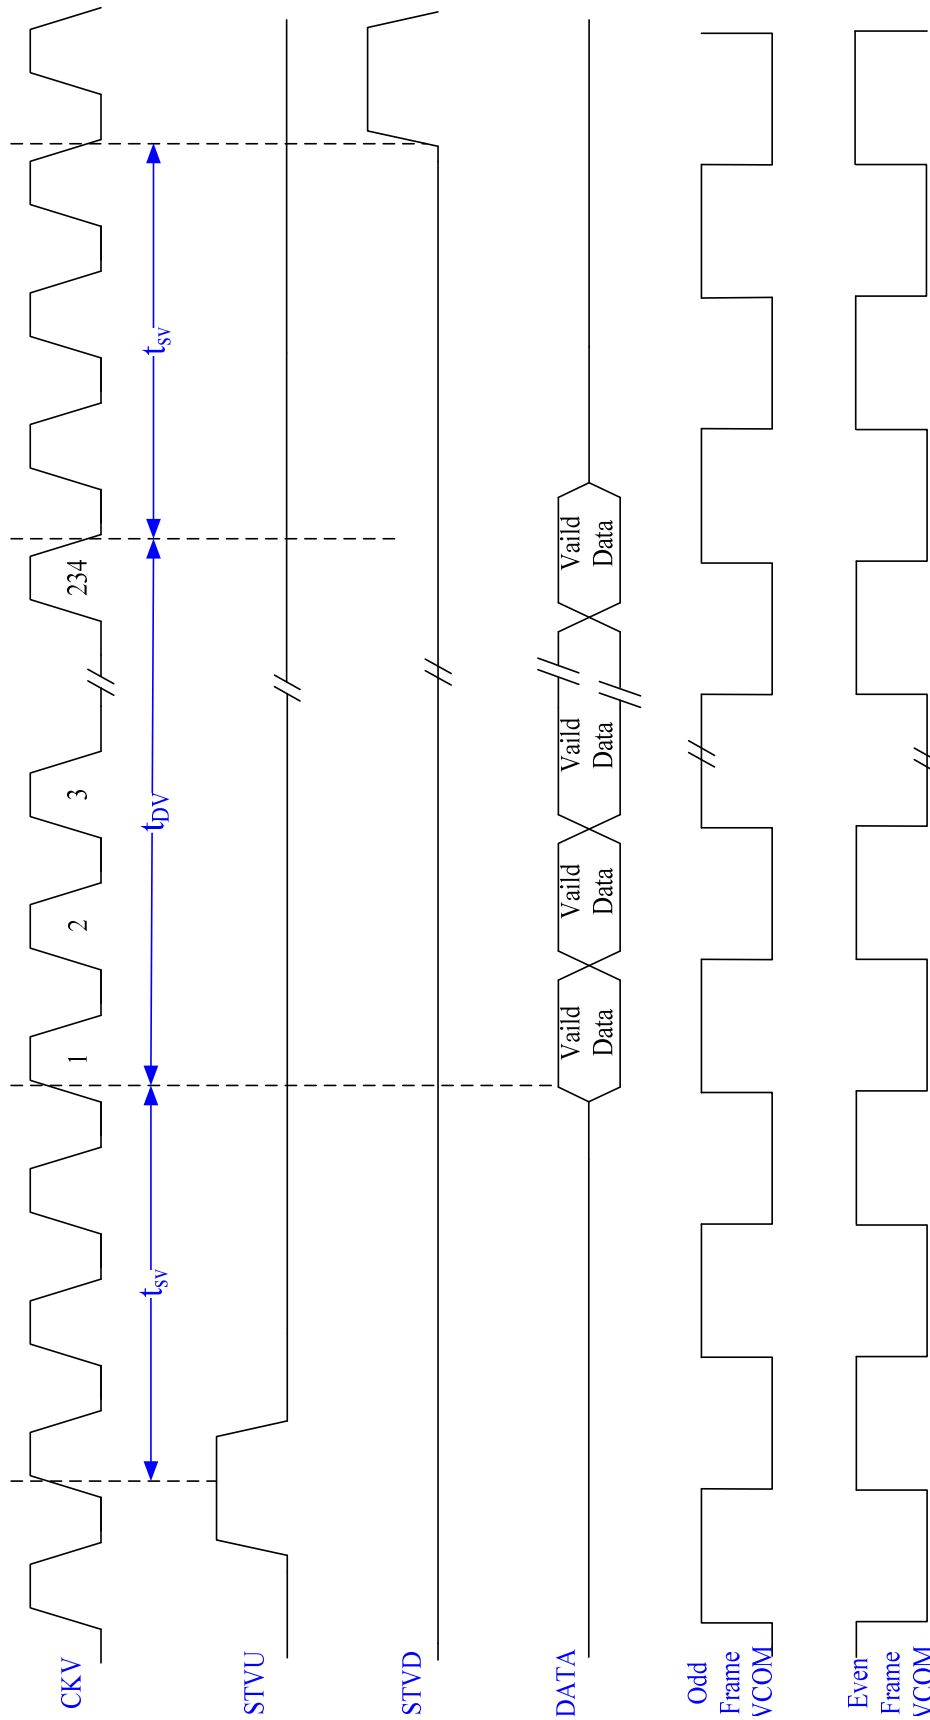 CKV
1
2
3
234
tSV
tDV
tSV
STVU
STVD
DATA
Vaild
Data
Vaild
Data
Vaild
Data
Vaild
Data
Odd
Frame
VCOM
Even
Frame
VCOM